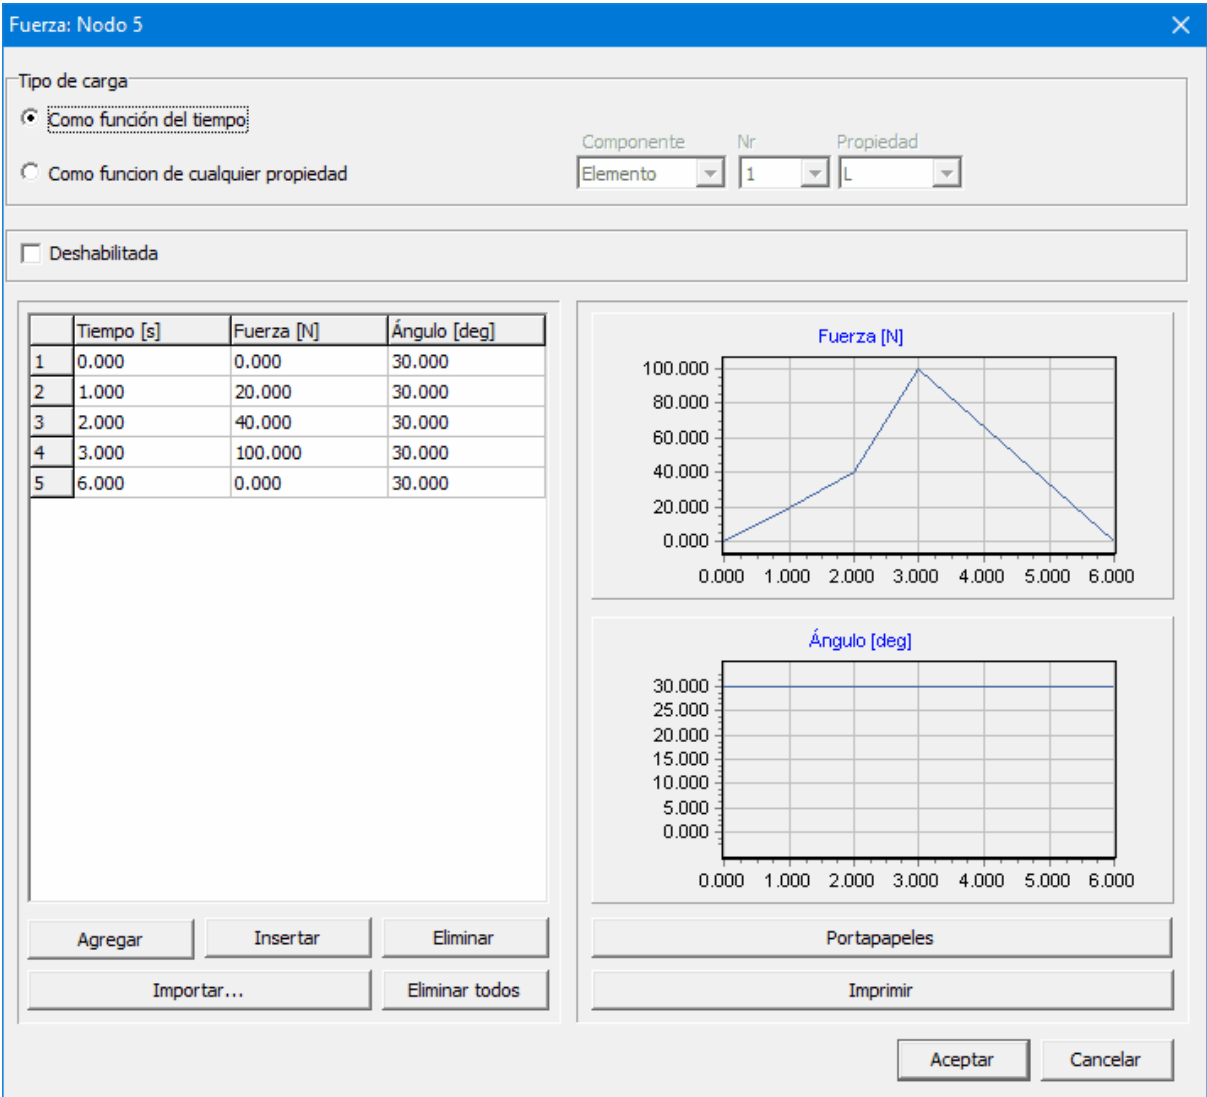 Fuerza: Nodo 5
Tipo de carga
Como función del tiempo
Componente Nr Propiedad
Como funcion de cualquier propiedad Elemento 1 L
Deshabilitada
Tiempo [s] Fuerza [N] Ángulo [deg]
1 0.000 0.000 30.000
2 1.000 20.000 30.000
3 2.000 40.000 30.000
4 3.000 100.000 30.000
5 6.000 0.000 30.000
Agregar Insertar Eliminar
Importar... Eliminar todos
Fuerza [N]
100.000
80.000
60.000
40.000
20.000
0.000
0.000 1.000 2.000 3.000 4.000 5.000 6.000
Ángulo [deg]
30.000
25.000
20.000
15.000
10.000
5.000
0.000
0.000 1.000 2.000 3.000 4.000 5.000 6.000
Portapapeles
Imprimir
Aceptar Cancelar